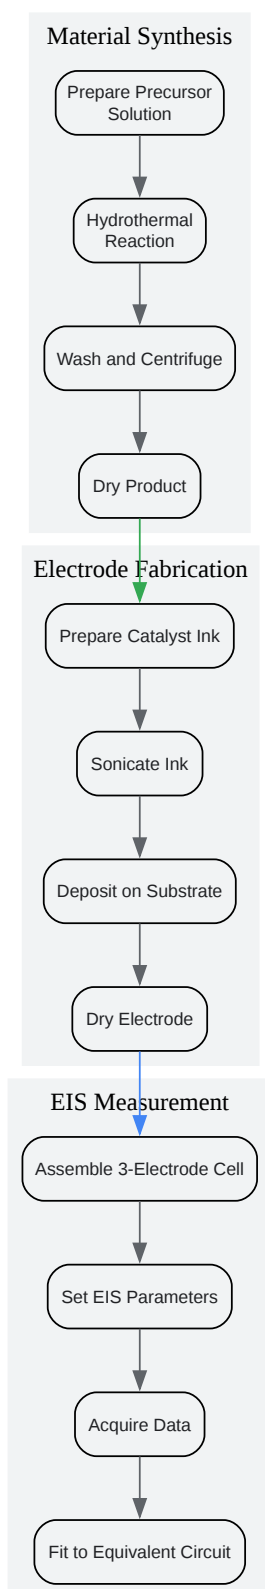 Material Synthesis
Prepare Precursor
Solution
Hydrothermal
Reaction
Wash and Centrifuge
Dry Product
Electrode Fabrication
Prepare Catalyst Ink
Sonicate Ink
Deposit on Substrate
Dry Electrode
EIS Measurement
Assemble 3-Electrode Cell
Set EIS Parameters
Acquire Data
Fit to Equivalent Circuit